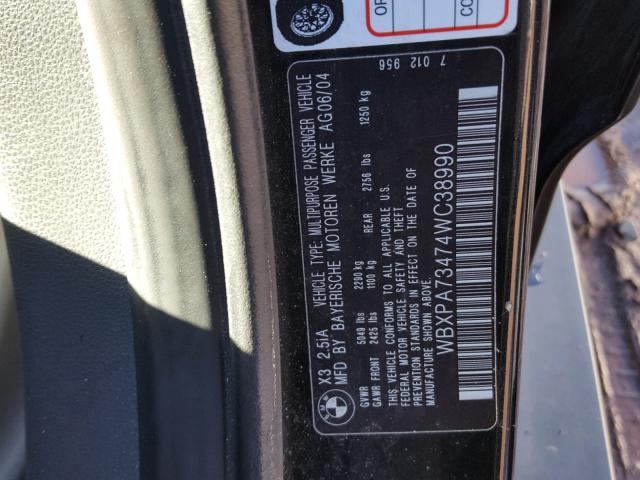 X3 2.5iA VEHICLE TYPE: MULTIPURPOSE PASSENGER VEHICLE
MFD BY BAYERISCHE MOTOREN WERKE AG06/04
GVWR 5049 lbs 2290 kg
GAWR FRONT 2425 lbs 1100 kg REAR 2756 lbs 1250 kg
THIS VEHICLE CONFORMS TO ALL APPLICABLE U.S.
FEDERAL MOTOR VEHICLE SAFETY AND THEFT
PREVENTION STANDARDS IN EFFECT ON THE DATE OF
MANUFACTURE SHOWN ABOVE.
WBXPA73474WC38990
7 012 956